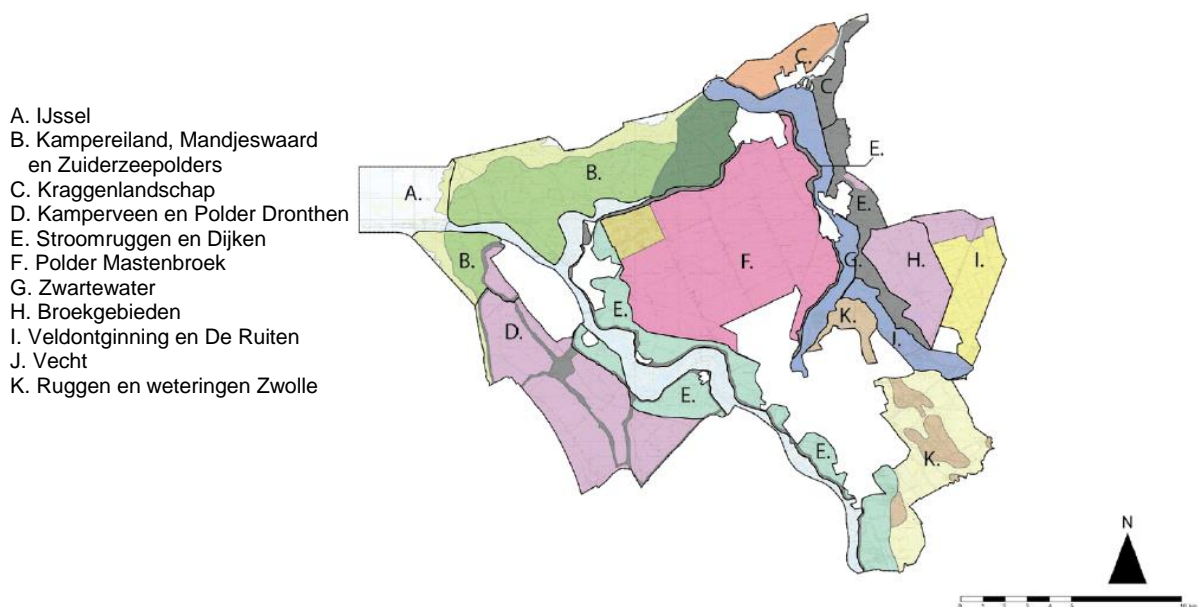 A. IJssel
B. Kampereiland, Mandjeswaard
en Zuiderzeepolders
C. Kraggenlandschap
D. Kamperveen en Polder Dronthen
E. Stroomruggen en Dijken
F. Polder Mastenbroek
G. Zwartewater
H. Broekgebieden
I. Veldontginning en De Ruiten
J. Vecht
K. Ruggen en weteringen Zwolle
C.
C.
E.
B.
A.
E.
B.
F.
G.
H.
I.
E.
K.
D.
J.
E.
E.
K.
N